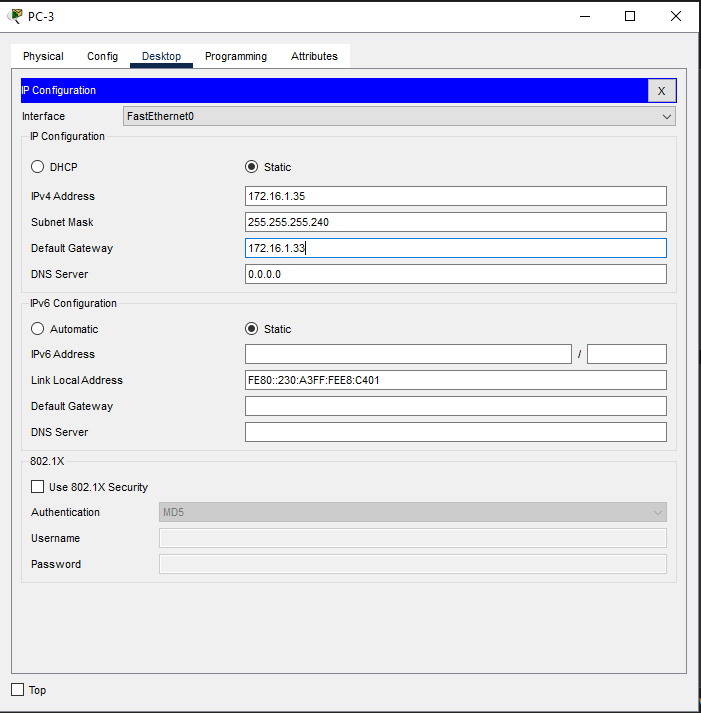 PC-3
Physical Config Desktop Programming Attributes
IP Configuration X
Interface FastEthernet0
IP Configuration
DHCP Static
IPv4 Address 172.16.1.35
Subnet Mask 255.255.255.240
Default Gateway 172.16.1.33
DNS Server 0.0.0.0
IPv6 Configuration
Automatic Static
IPv6 Address /
Link Local Address FE80::230:A3FF:FEE8:C401
Default Gateway
DNS Server
802.1X
Use 802.1X Security
Authentication MD5
Username
Password
Top